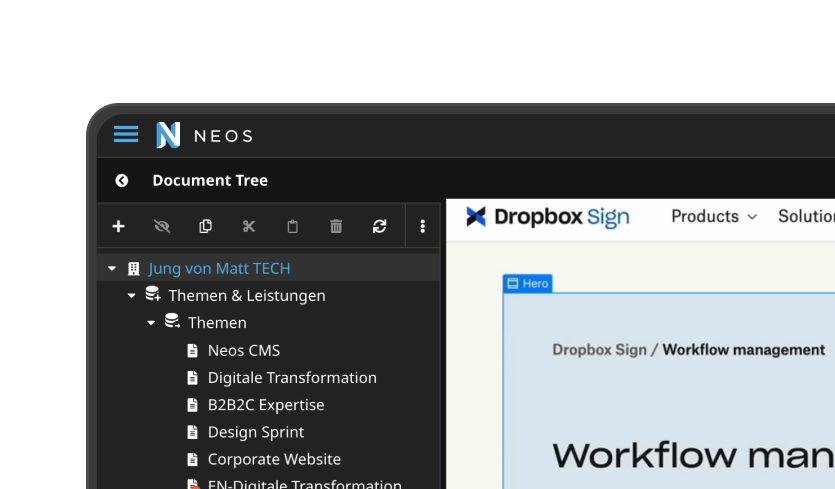 NEOS
Document Tree
Jung von Matt TECH
Themen & Leistungen
Themen
Neos CMS
Digitale Transformation
B2B2C Expertise
Design Sprint
Corporate Website
EN-Digitale Transformation
Dropbox Sign
Products
Solution
Hero
Dropbox Sign / Workflow management
Workflow man